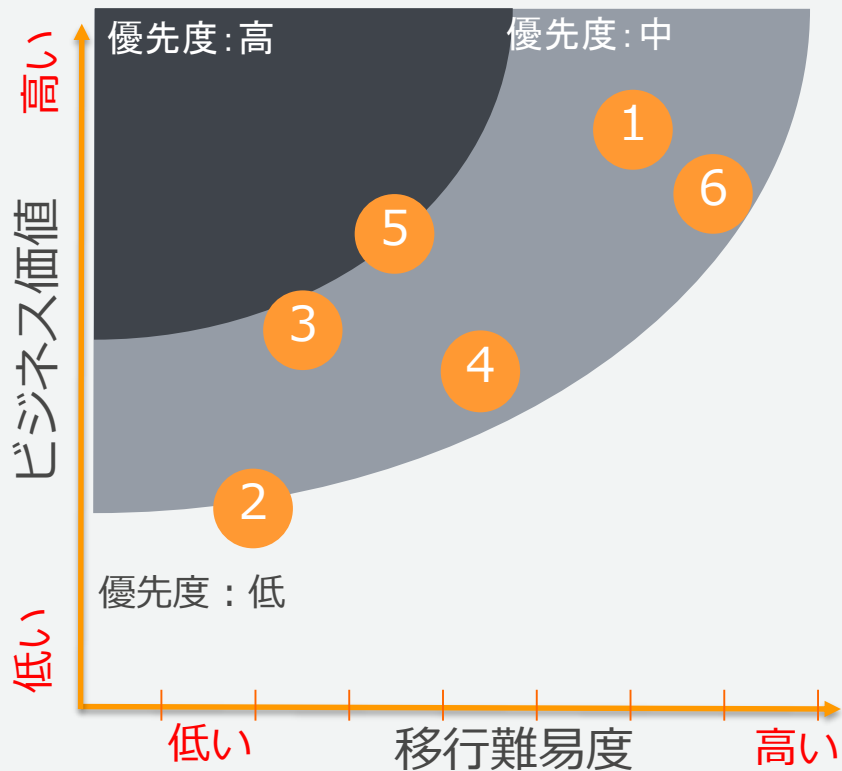 優先度:高
優先度:中
高い
ビジネス価値
低い
1
6
5
3
4
2
優先度:低
低い
移行難易度
高い